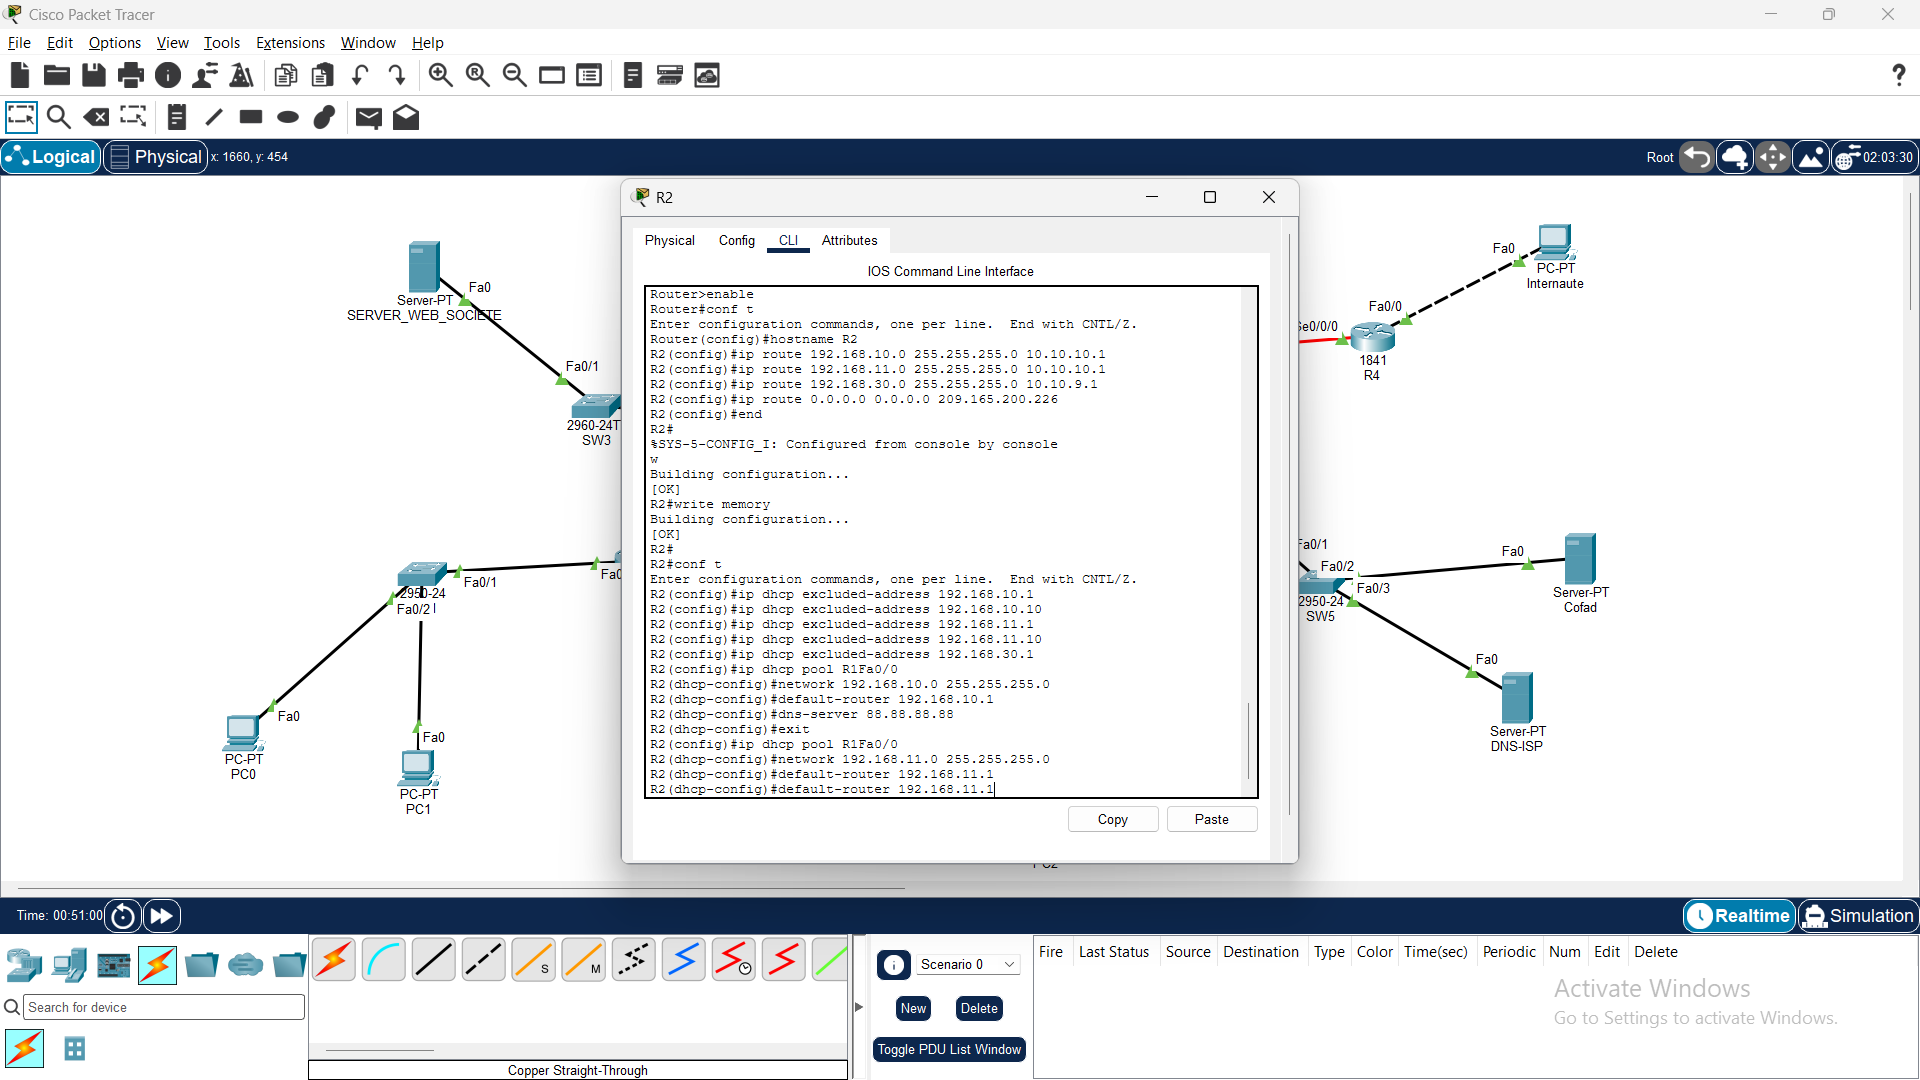 Cisco Packet Tracer
File Edit Options View Tools Extensions Window Help
Logical Physical x: 1660, y: 454
Root 02:03:30
R2
Physical Config CLI Attributes
IOS Command Line Interface
Router>enable
Router#conf t
Enter configuration commands, one per line. End with CNTL/Z.
Router(config)#hostname R2
R2(config)#ip route 192.168.10.0 255.255.255.0 10.10.10.1
R2(config)#ip route 192.168.11.0 255.255.255.0 10.10.10.1
R2(config)#ip route 192.168.30.0 255.255.255.0 10.10.9.1
R2(config)#ip route 0.0.0.0 0.0.0.0 209.165.200.226
R2(config)#end
R2#
%SYS-5-CONFIG_I: Configured from console by console
w
Building configuration...
[OK]
R2#write memory
Building configuration...
[OK]
R2#
R2#conf t
Enter configuration commands, one per line. End with CNTL/Z.
R2(config)#ip dhcp excluded-address 192.168.10.1
R2(config)#ip dhcp excluded-address 192.168.10.10
R2(config)#ip dhcp excluded-address 192.168.11.1
R2(config)#ip dhcp excluded-address 192.168.11.10
R2(config)#ip dhcp excluded-address 192.168.30.1
R2(config)#ip dhcp pool R1Fa0/0
R2(dhcp-config)#network 192.168.10.0 255.255.255.0
R2(dhcp-config)#default-router 192.168.10.1
R2(dhcp-config)#dns-server 88.88.88.88
R2(dhcp-config)#exit
R2(config)#ip dhcp pool R1Fa0/0
R2(dhcp-config)#network 192.168.11.0 255.255.255.0
R2(dhcp-config)#default-router 192.168.11.1
R2(dhcp-config)#default-router 192.168.11.1
Copy Paste
Fa0
Server-PT
SERVER_WEB_SOCIETE
Fa0/1
2960-24T
SW3
Fa0/1
2950-24
Fa0/2
Fa0
PC-PT
PC0
Fa0
PC-PT
PC1
Fa0
PC-PT
Internaute
Fa0/0
Se0/0/0
1841
R4
Fa0/1
Fa0/2
Fa0/3
2950-24
SW5
Fa0
Server-PT
Cofad
Fa0
Server-PT
DNS-ISP
Time: 00:51:00
Realtime Simulation
S
M
Search for device
Copper Straight-Through
Scenario 0
New Delete
Toggle PDU List Window
Fire Last Status Source Destination Type Color Time(sec) Periodic Num Edit Delete
Activate Windows
Go to Settings to activate Windows.